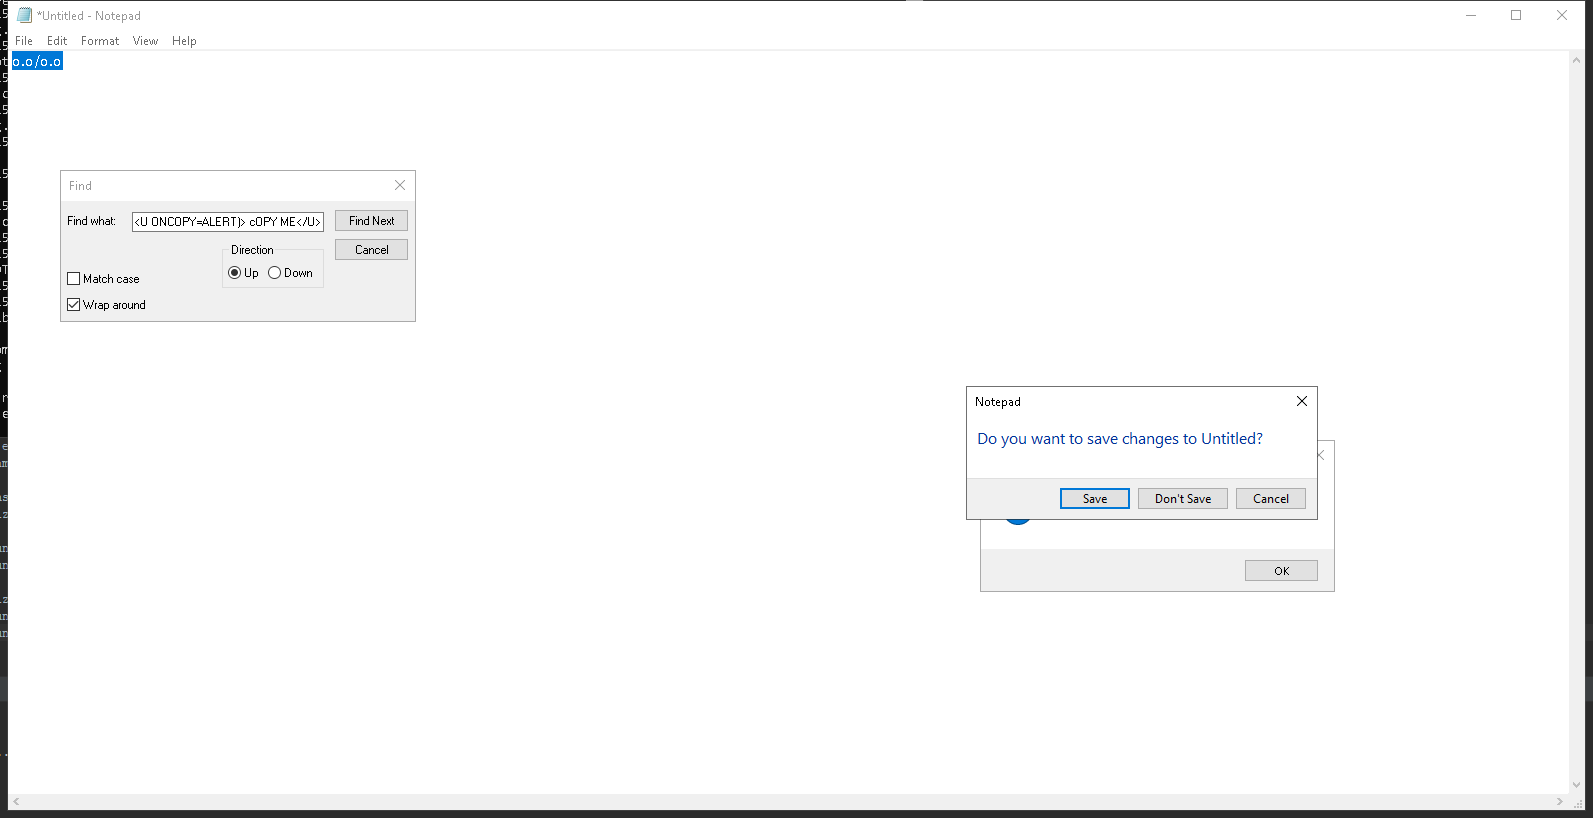 *Untitled - Notepad
File Edit Format View Help
o.o/o.o
Find
Find what: <U ONCOPY=ALERT)> cOPY ME</U> Find Next
Direction Cancel
Up Down
Match case
Wrap around
Notepad
Do you want to save changes to Untitled?
Save Don't Save Cancel
OK